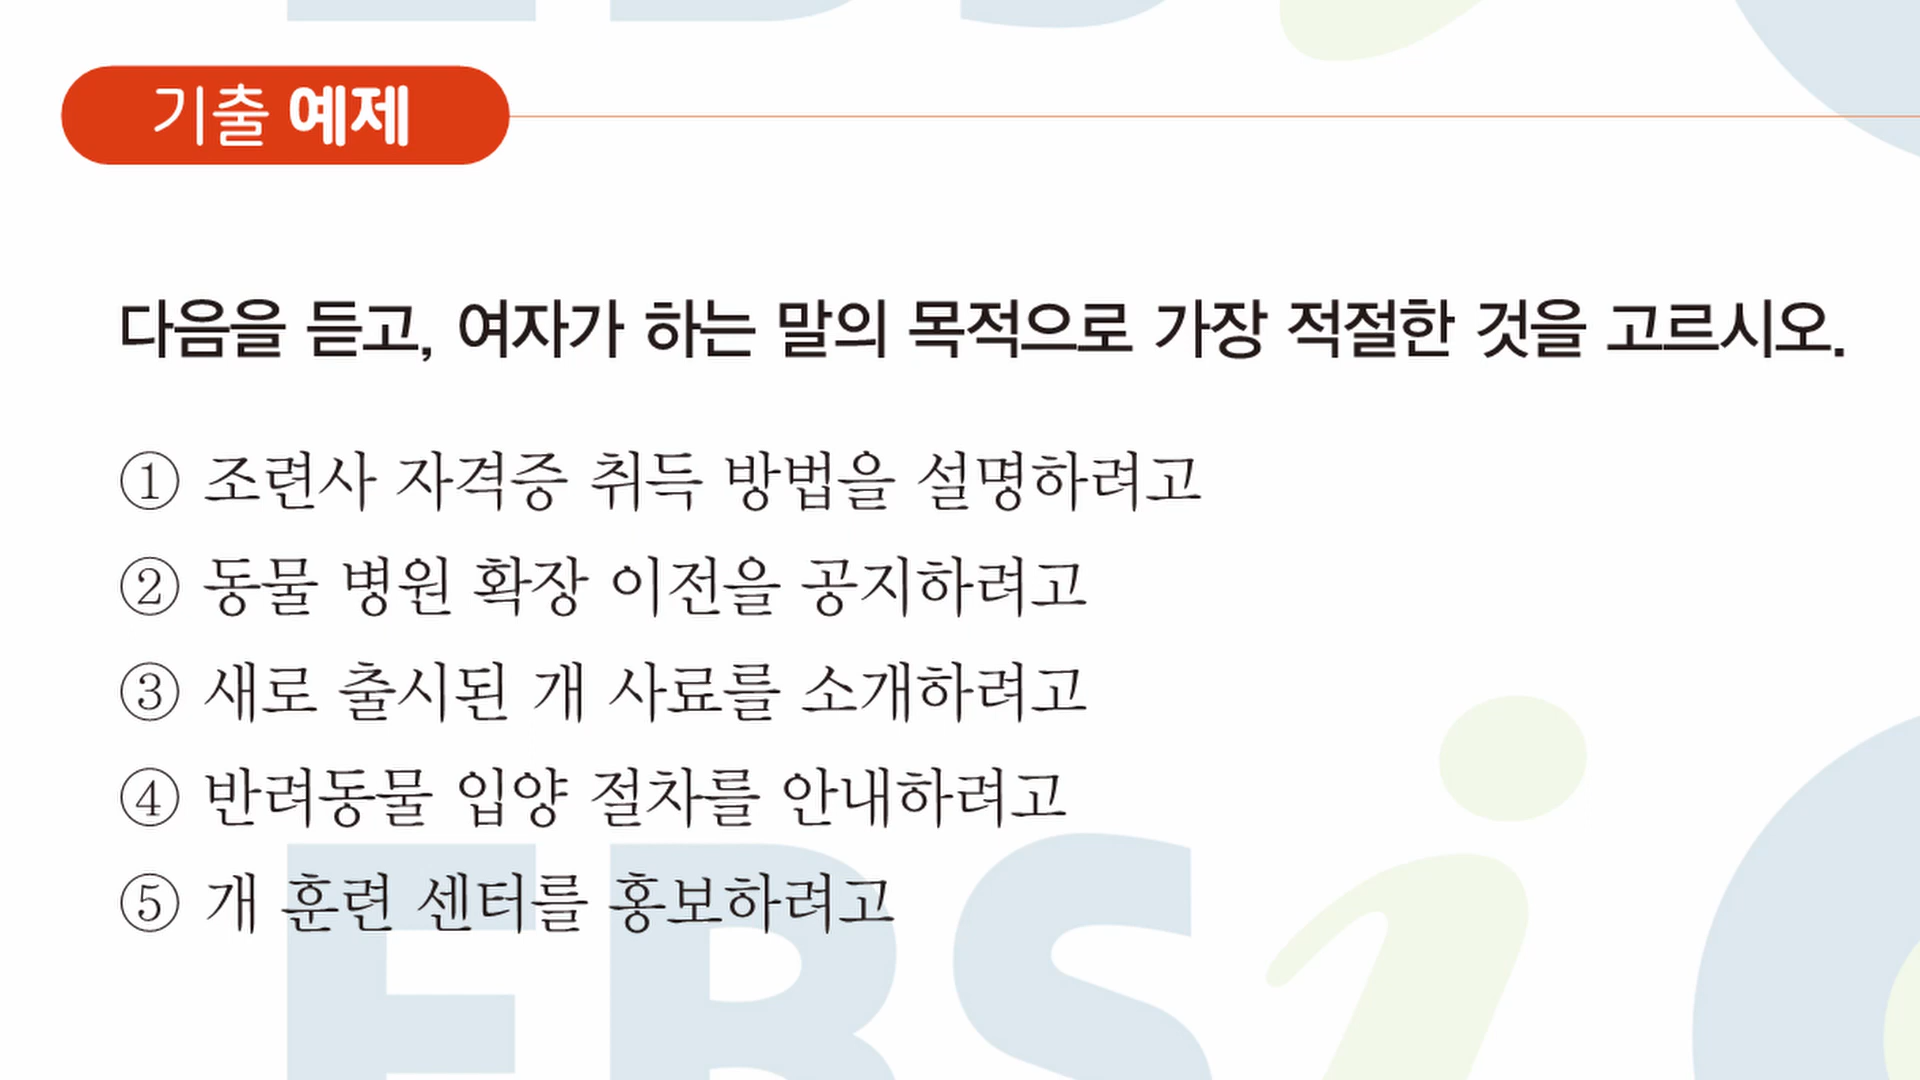 기출 예제
다음을 듣고, 여자가 하는 말의 목적으로 가장 적절한 것을 고르시오.
① 조련사 자격증 취득 방법을 설명하려고
② 동물 병원 확장 이전을 공지하려고
③ 새로 출시된 개 사료를 소개하려고
④ 반려동물 입양 절차를 안내하려고
⑤ 개 훈련 센터를 홍보하려고
EBSi